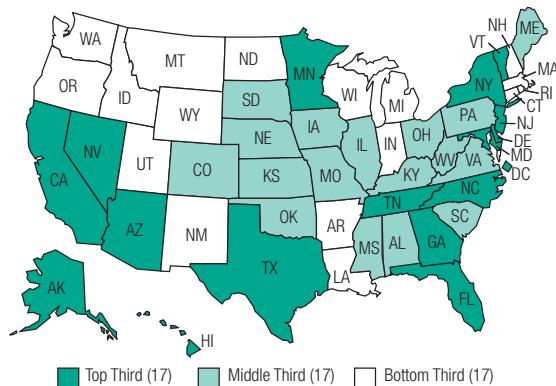 WA
MT
ND
MN
OR
ID
WY
SD
WI
MI
NH
VT
ME
NY
MA
RI
CT
NJ
PA
DE
MD
DC
NV
UT
CO
NE
IA
IL
IN
OH
WV
VA
CA
KS
MO
KY
NC
TN
AZ
NM
OK
AR
SC
MS
AL
GA
TX
LA
FL
AK
HI
Top Third (17) Middle Third (17) Bottom Third (17)